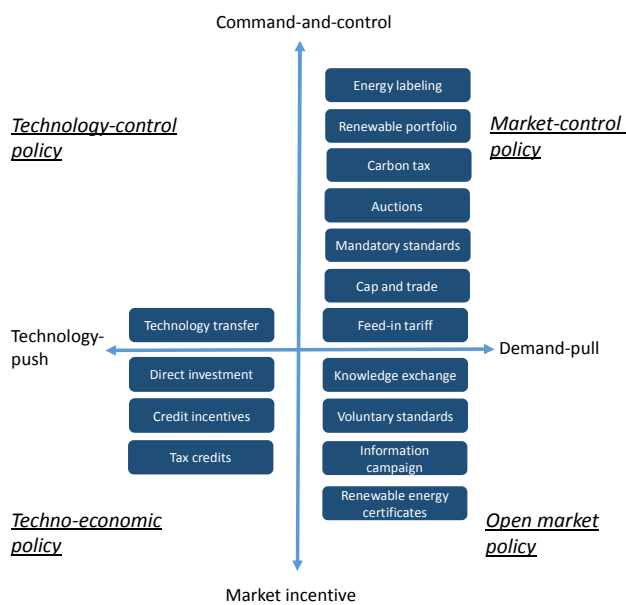 Command-and-control
Energy labeling
Technology-control
policy
Renewable portfolio
Market-control
policy
Carbon tax
Auctions
Mandatory standards
Cap and trade
Technology transfer
Feed-in tariff
Technology-
push
Demand-pull
Direct investment
Knowledge exchange
Credit incentives
Voluntary standards
Tax credits
Information
campaign
Renewable energy
certificates
Techno-economic
policy
Open market
policy
Market incentive